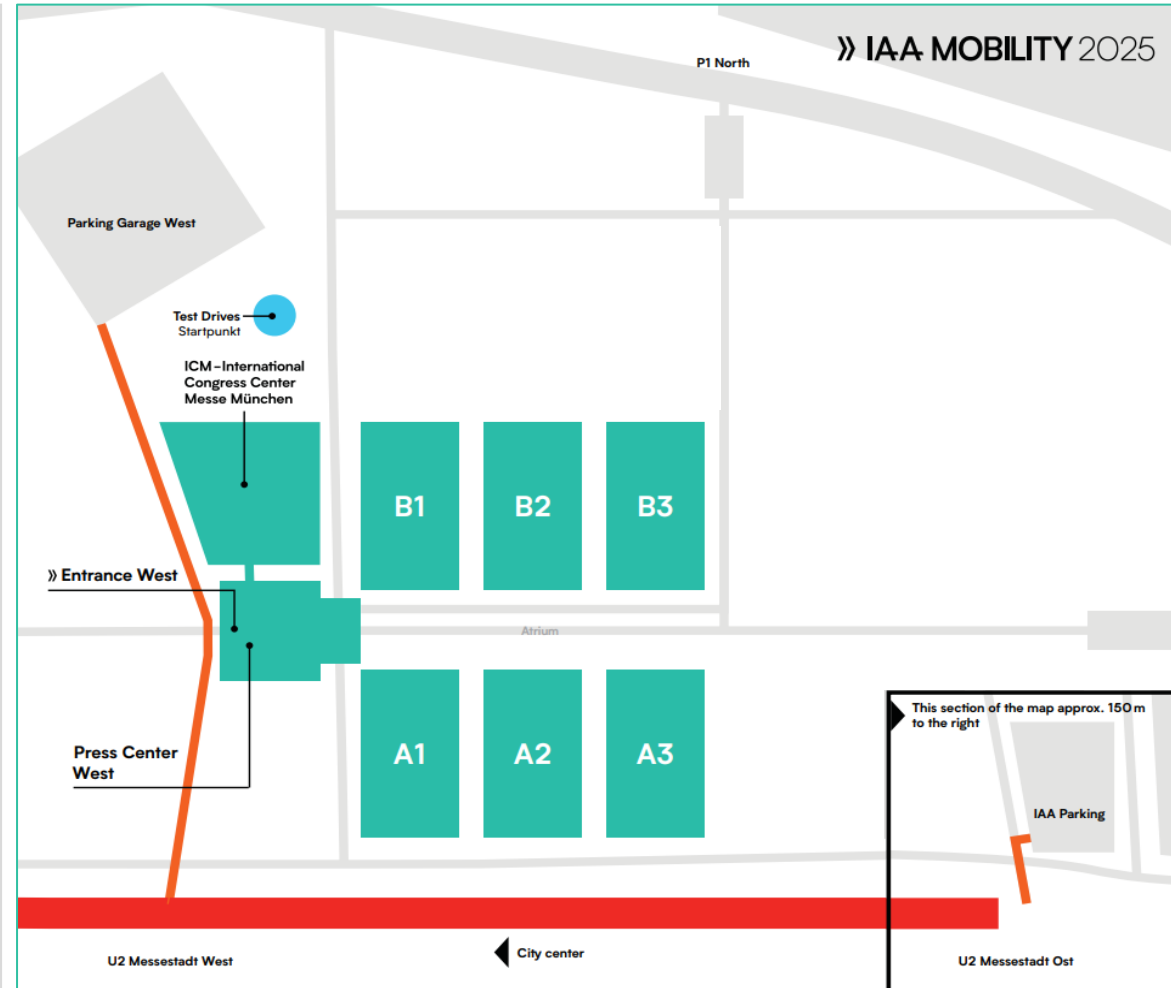 » IAA MOBILITY 2025
P1 North
Parking Garage West
Test Drives
Startpunkt
ICM–International
Congress Center
Messe München
B1
B2
B3
» Entrance West
Atrium
This section of the map approx. 150 m
to the right
Press Center
West
A1
A2
A3
IAA Parking
City center
U2 Messestadt West
U2 Messestadt Ost